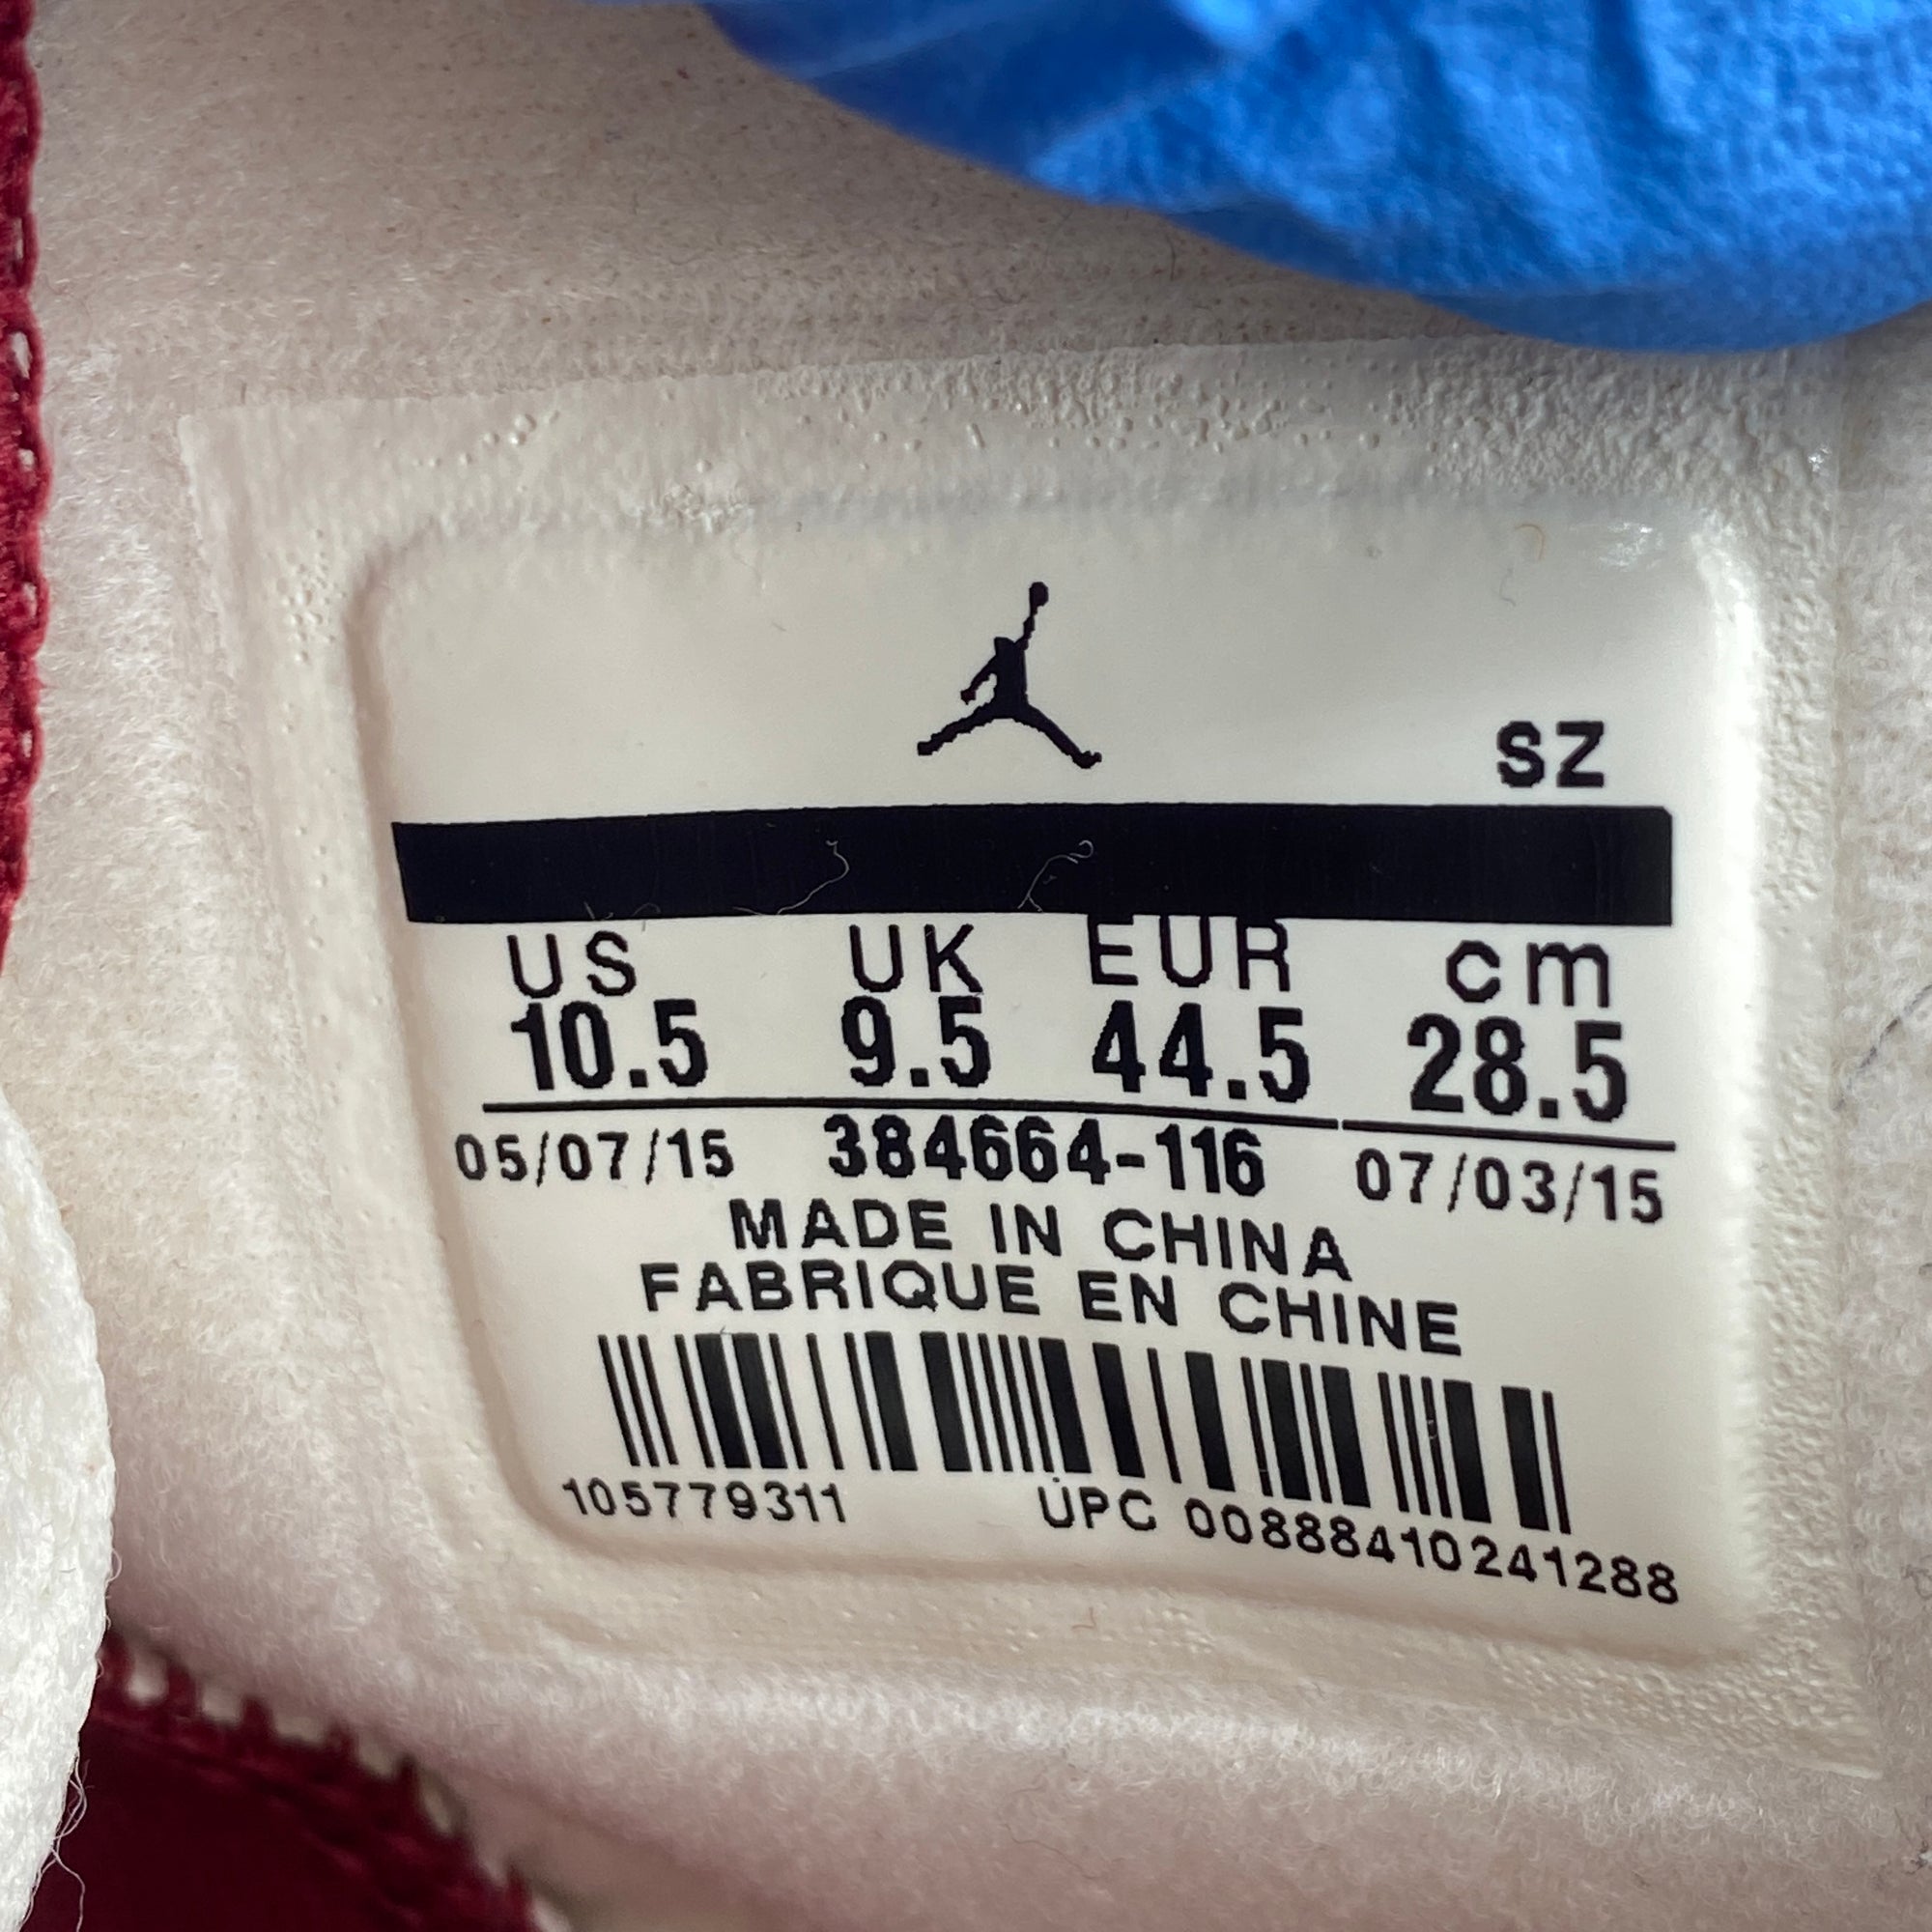 SZ
US UK EUR cm
10.5 9.5 44.5 28.5
05/07/15 384664-116 07/03/15
MADE IN CHINA
FABRIQUE EN CHINE
105779311 UPC 00888410241288